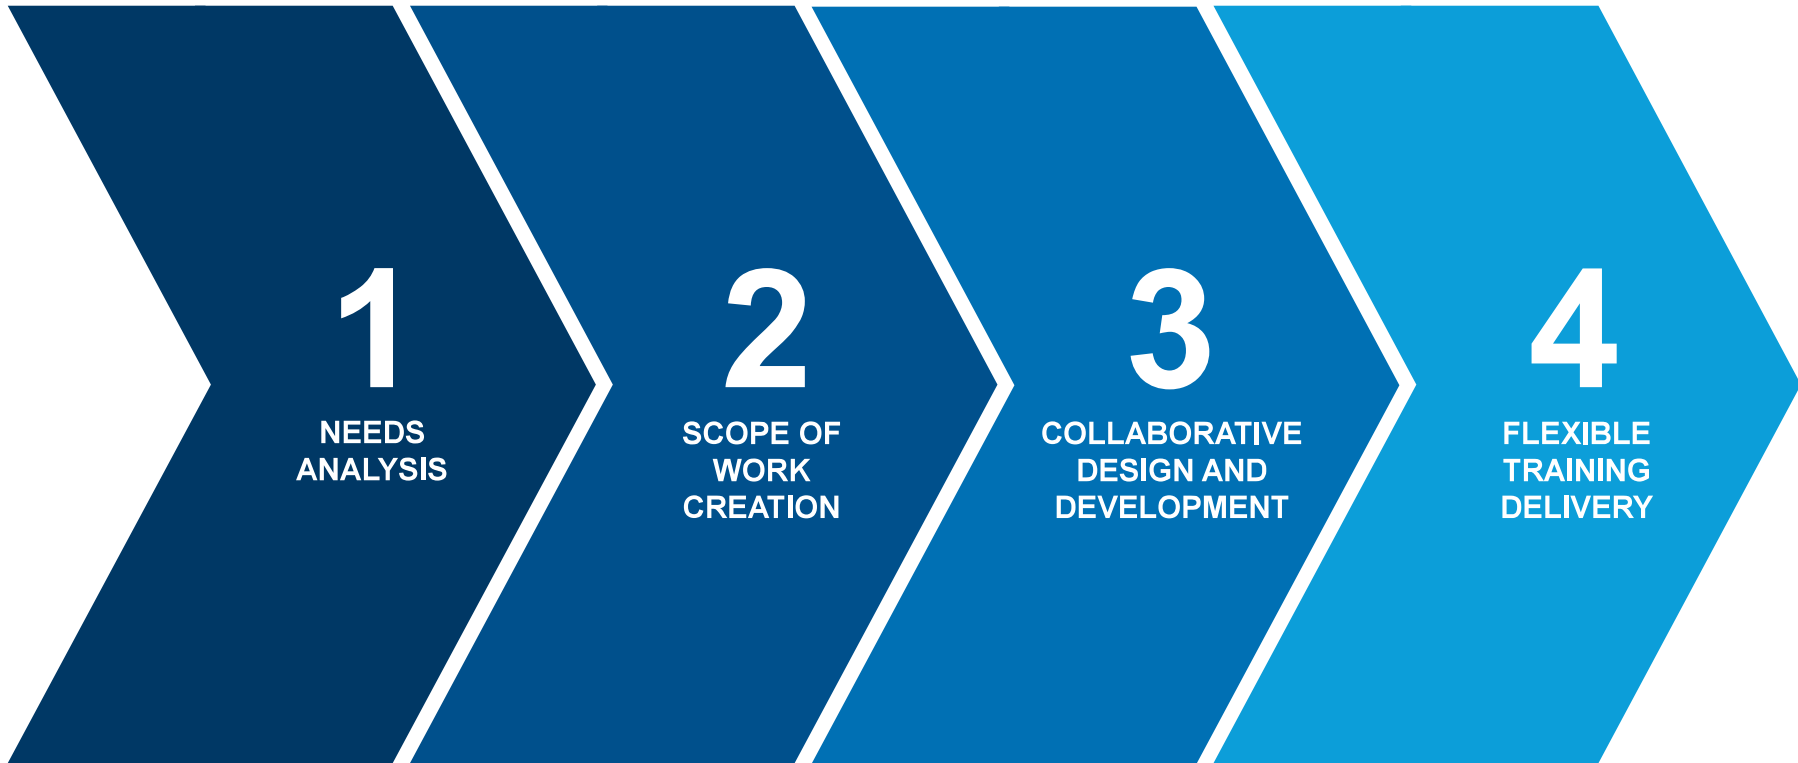 1
NEEDS
ANALYSIS
2
SCOPE OF
WORK
CREATION
3
COLLABORATIVE
DESIGN AND
DEVELOPMENT
4
FLEXIBLE
TRAINING
DELIVERY